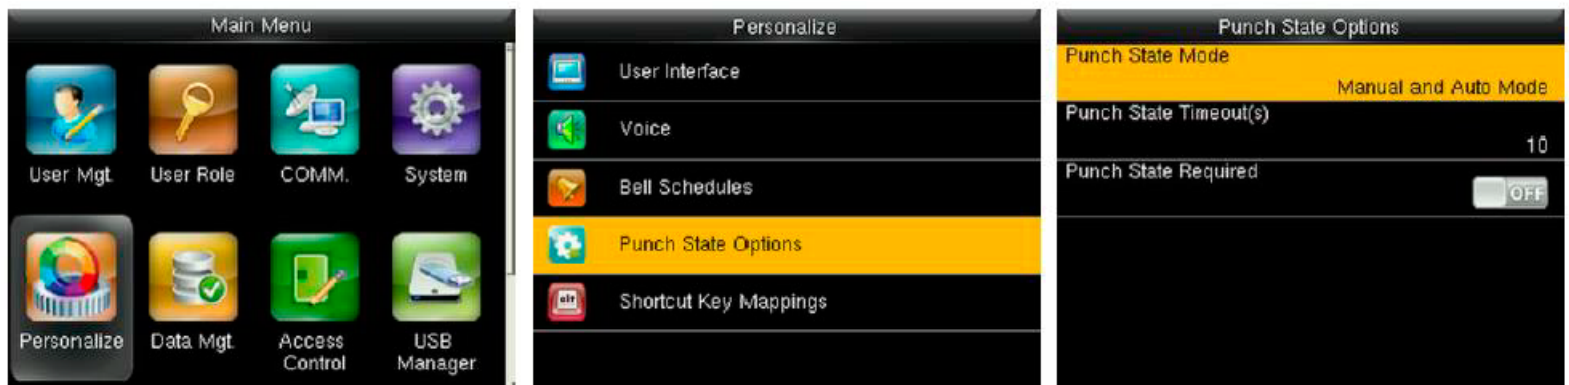 Main Menu
User Mgt.
User Role
COMM.
System
Personalize
Data Mgt.
Access
Control
USB
Manager
Personalize
User Interface
Voice
Bell Schedules
Punch State Options
Shortcut Key Mappings
Punch State Options
Punch State Mode
Manual and Auto Mode
Punch State Timeout(s)
10
Punch State Required
OFF